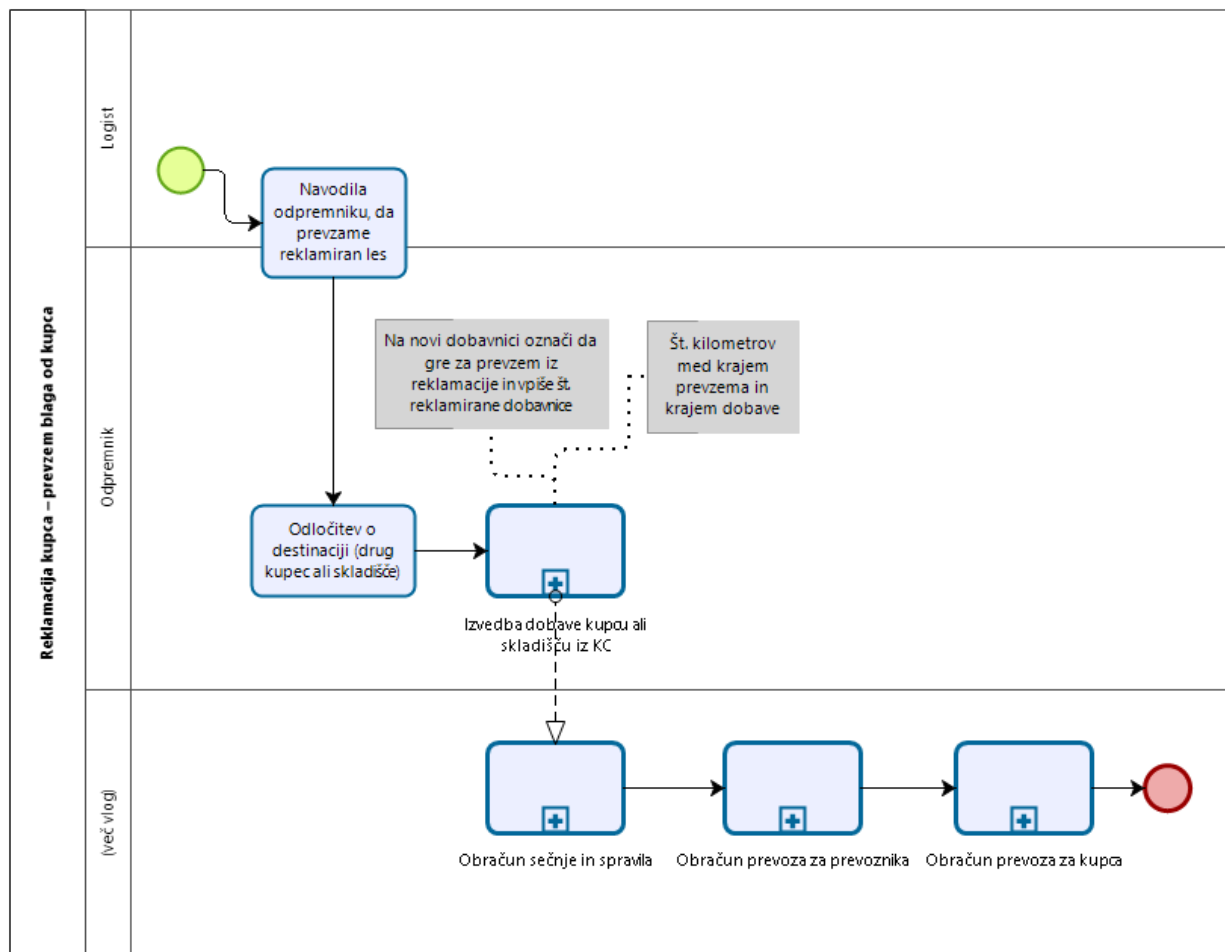 Reklamacija kupca – prevzem blaga od kupca
Logist
Navodila
odpremniku, da
prevzame
reklamiran les
Odpremnik
Na novi dobavnici označi da
gre za prevzem iz
reklamacije in vpiše št.
reklamirane dobavnice
Št. kilometrov
med krajem
prevzema in
krajem dobave
Odločitev o
destinaciji (drug
kupec ali skladišče)
Izvedba dobave kupcu ali
skladišču iz KC
(več vlog)
Obračun sečnje in spravila
Obračun prevoza za prevoznika
Obračun prevoza za kupca